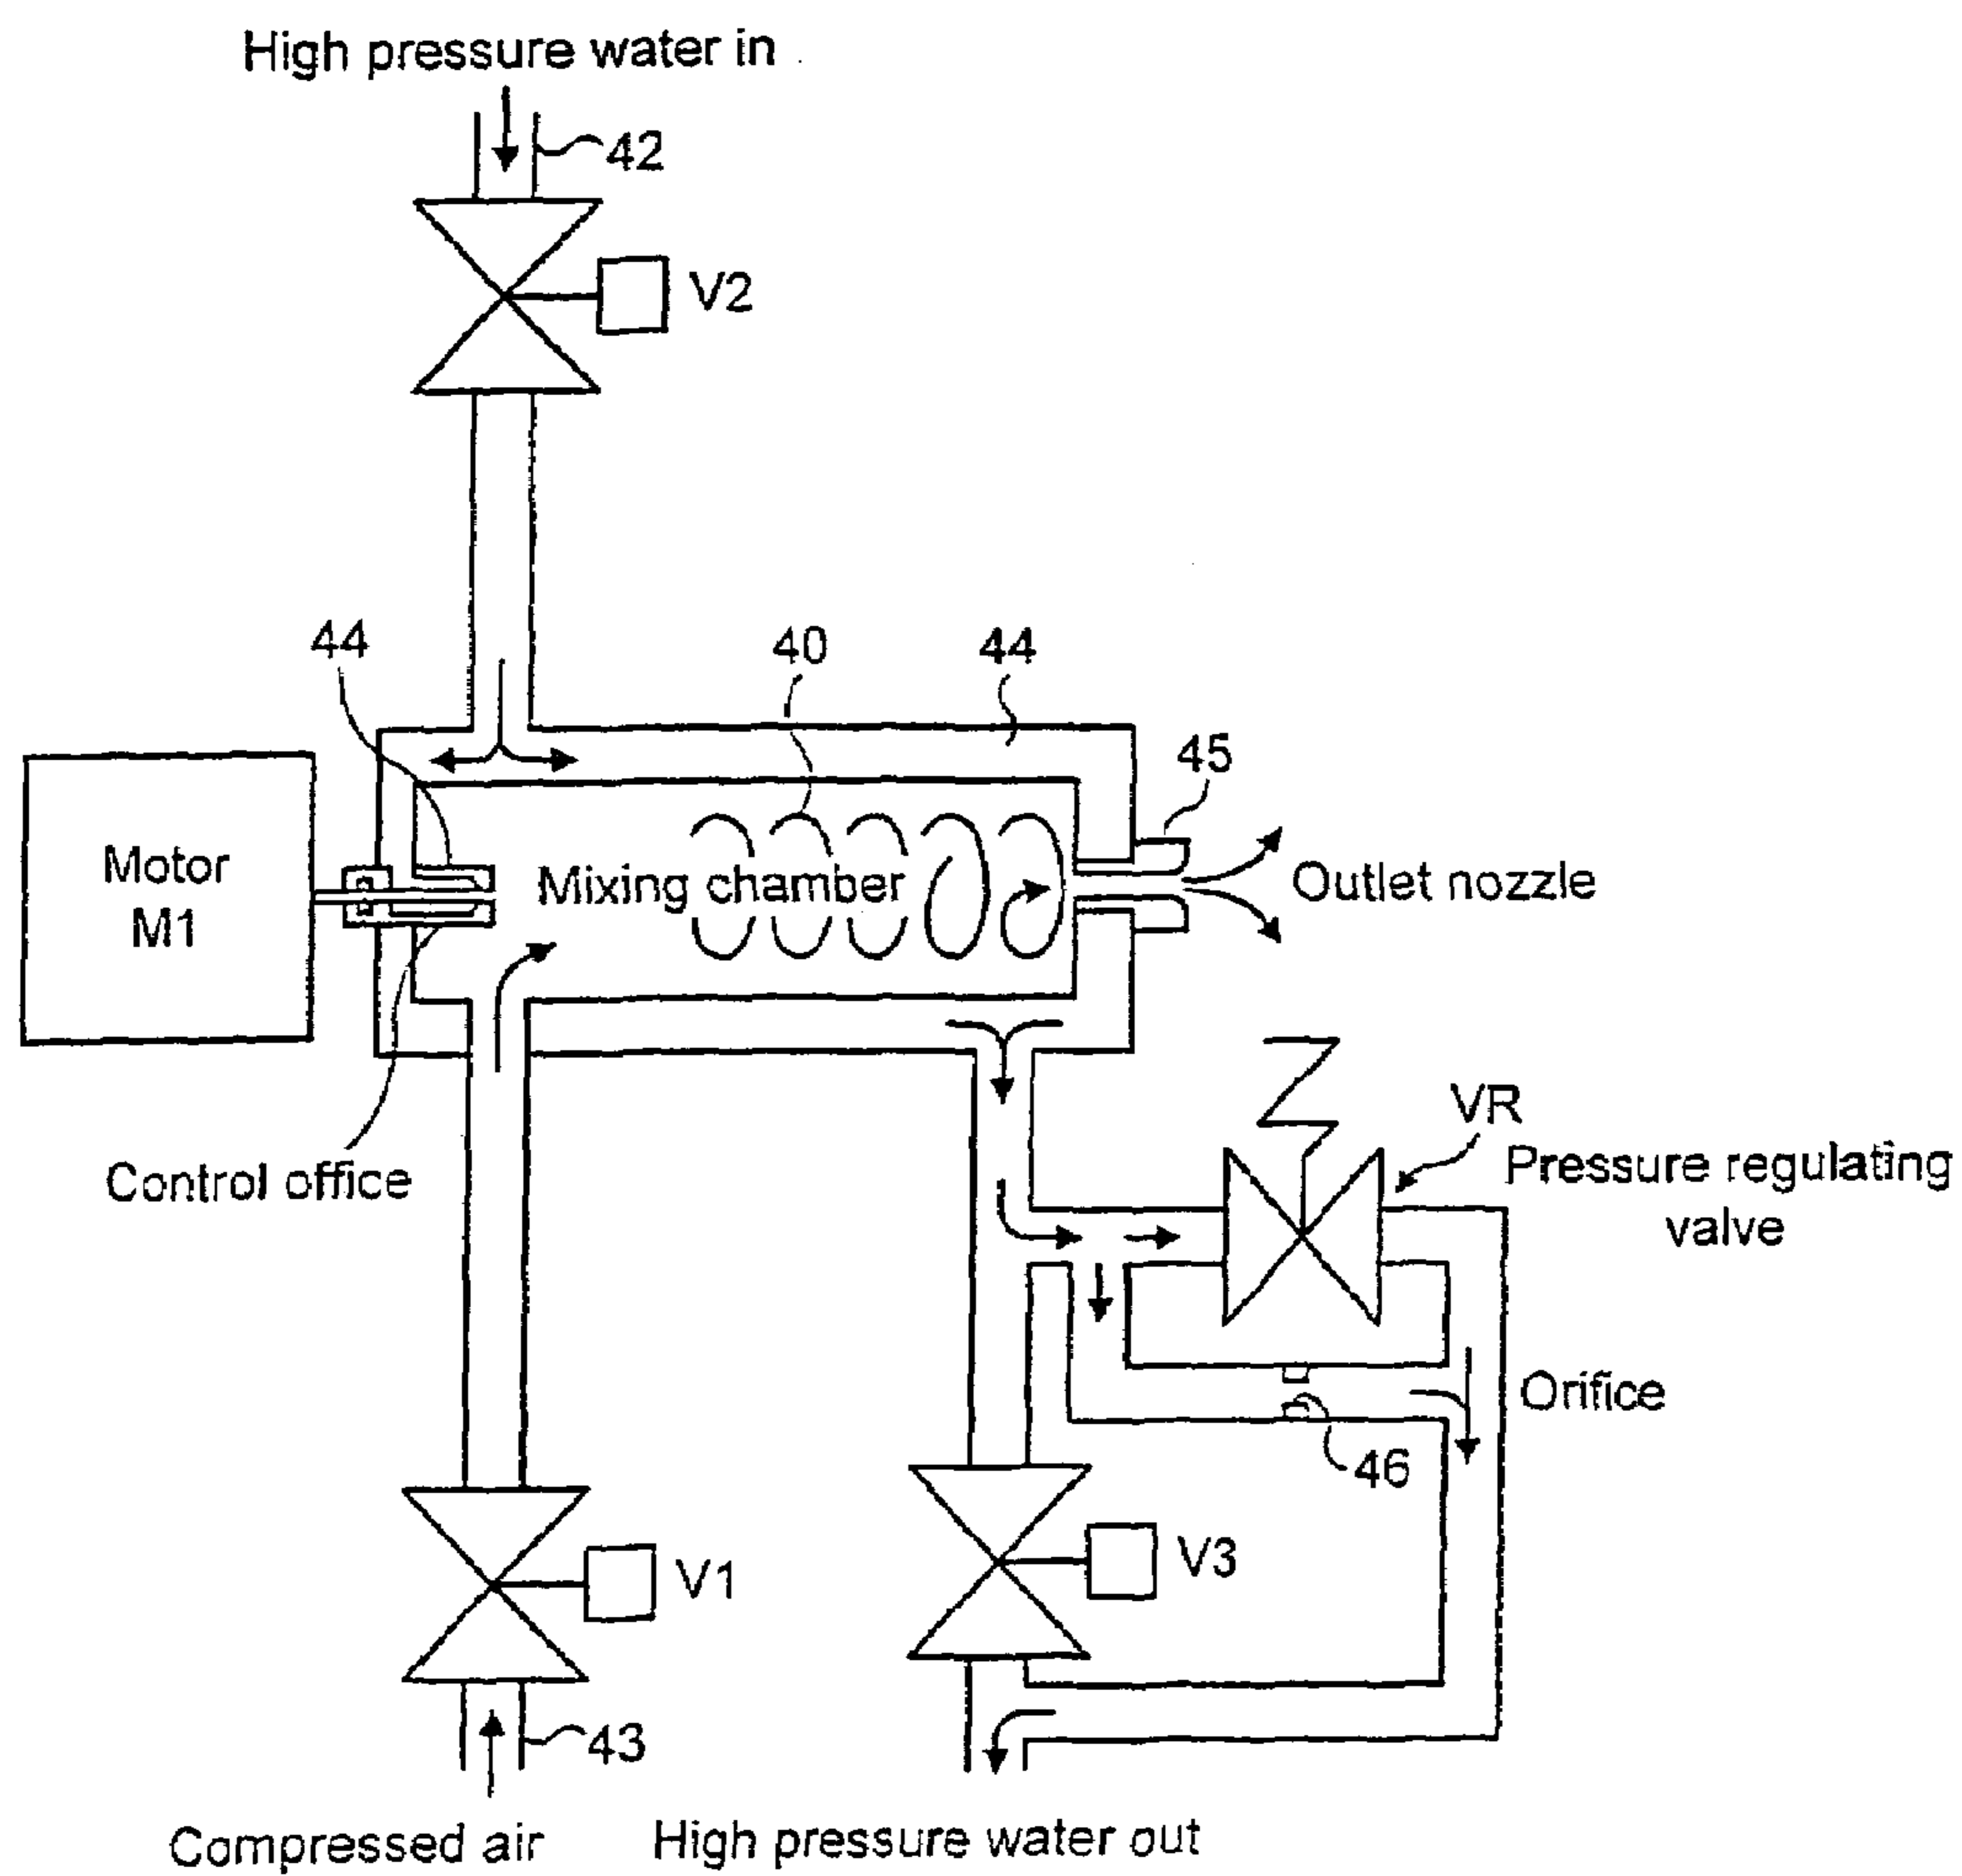 High pressure water in
42
V2
44
40
44
45
Motor
M1
Mixing chamber
Outlet nozzle
Control office
VR
Pressure regulating
valve
Orifice
46
V1
V3
43
Compressed air
High pressure water out